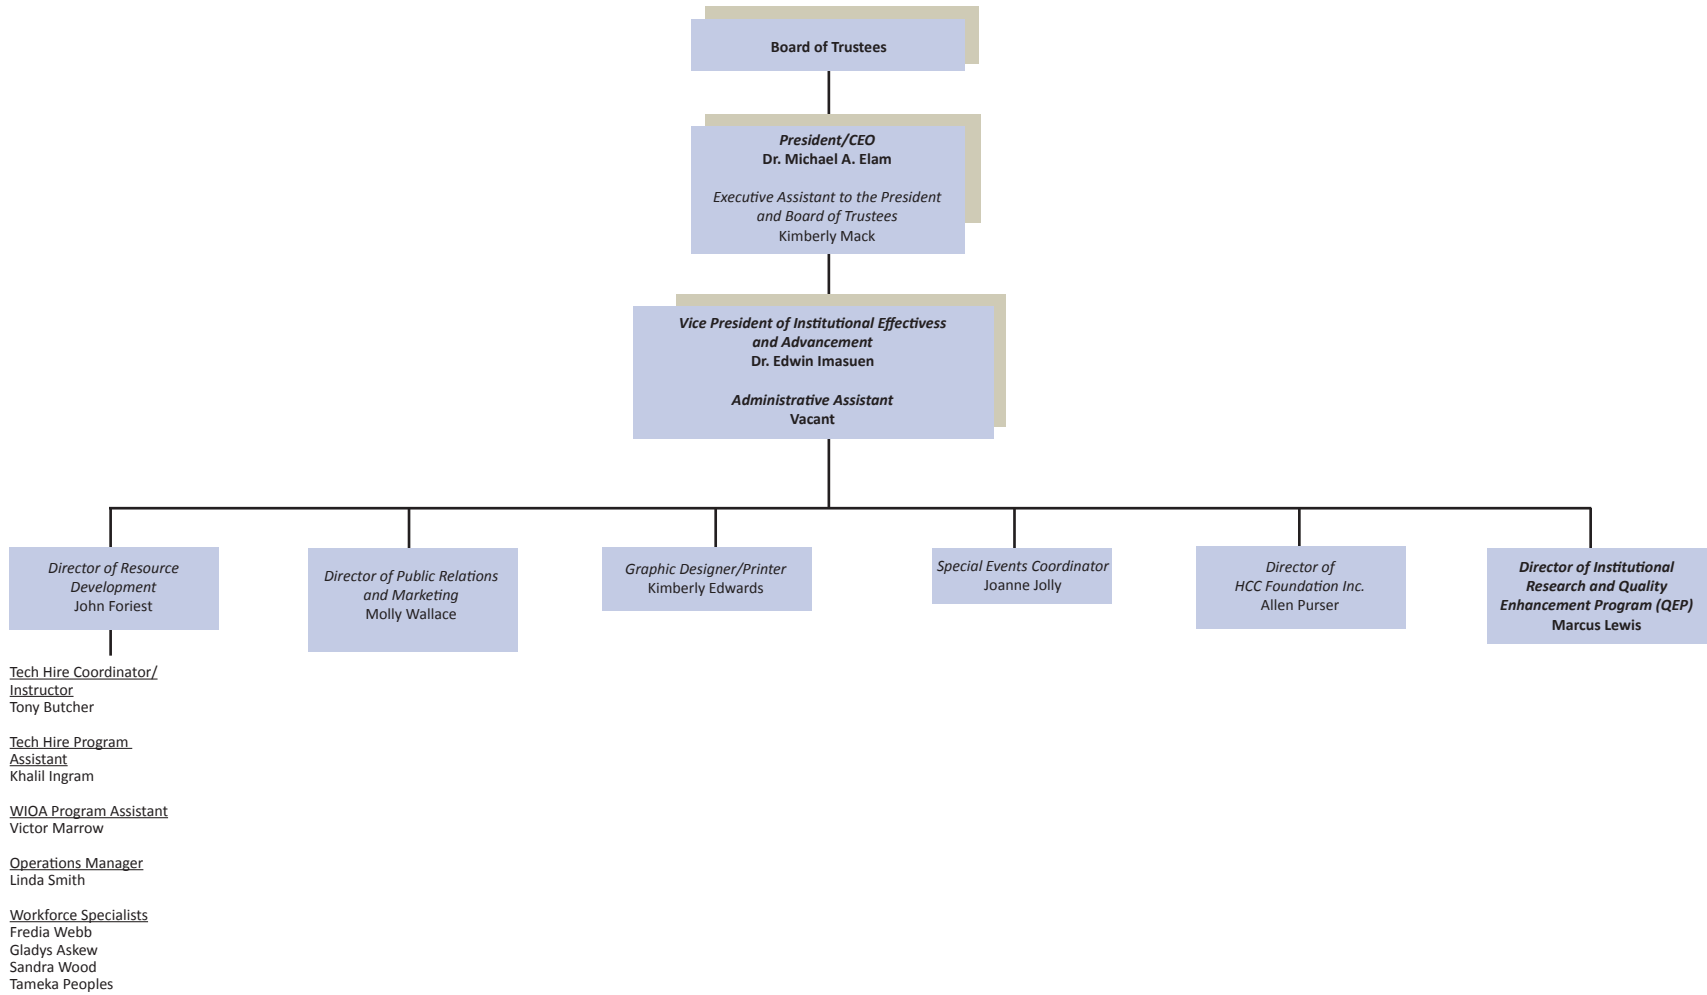 Board of Trustees
President/CEO
Dr. Michael A. Elam
Executive Assistant to the President
and Board of Trustees
Kimberly Mack
Vice President of Institutional Effectivess
and Advancement
Dr. Edwin Imasuen
Administrative Assistant
Vacant
Director of Resource
Development
John Foriest
Director of Public Relations
and Marketing
Molly Wallace
Graphic Designer/Printer
Kimberly Edwards
Special Events Coordinator
Joanne Jolly
Director of
HCC Foundation Inc.
Allen Purser
Director of Institutional
Research and Quality
Enhancement Program (QEP)
Marcus Lewis
Tech Hire Coordinator/
Instructor
Tony Butcher
Tech Hire Program
Assistant
Khalil Ingram
WIOA Program Assistant
Victor Marrow
Operations Manager
Linda Smith
Workforce Specialists
Fredia Webb
Gladys Askew
Sandra Wood
Tameka Peoples